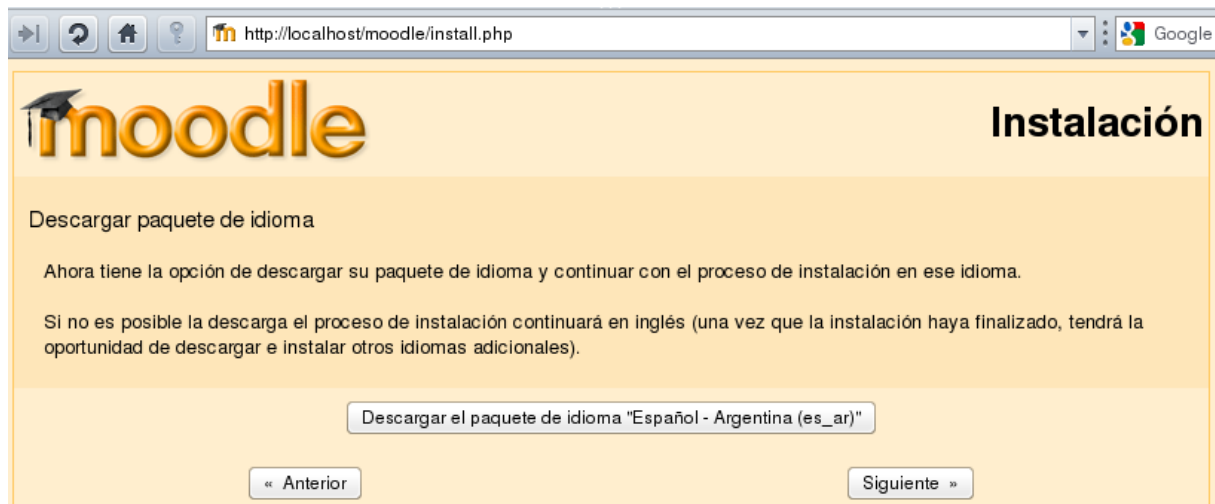 http://localhost/moodle/install.php
Google
moodle
Instalación
Descargar paquete de idioma
Ahora tiene la opción de descargar su paquete de idioma y continuar con el proceso de instalación en ese idioma.
Si no es posible la descarga el proceso de instalación continuará en inglés (una vez que la instalación haya finalizado, tendrá la
oportunidad de descargar e instalar otros idiomas adicionales).
Descargar el paquete de idioma "Español - Argentina (es_ar)"
« Anterior
Siguiente »